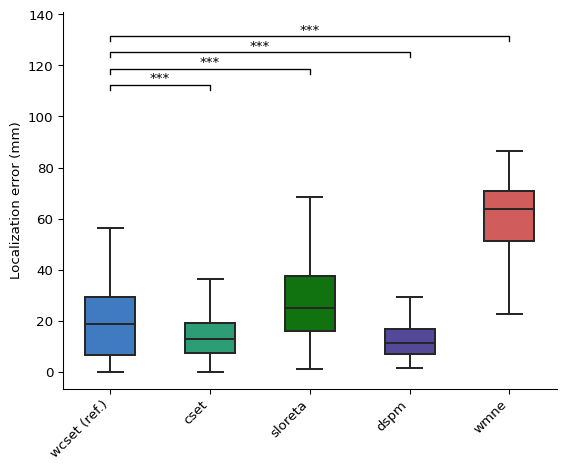 140
120
100
80
60
40
20
0
Localization error (mm)
***
***
***
***
wcset (ref.)
cset
sloreta
dspm
wmne